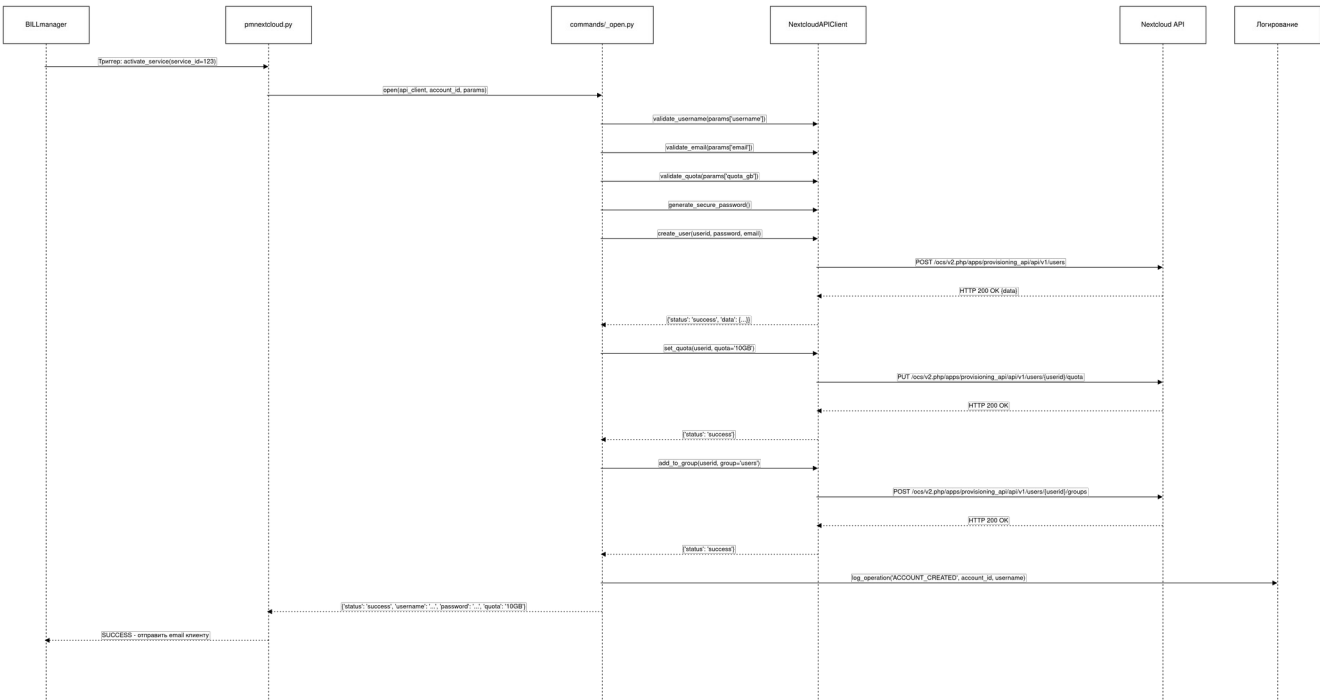 BILLmanager
pmnextcloud.py
commands/_open.py
NextcloudAPIClient
Nextcloud API
Логирование
Триггер: activate_service(service_id=123)
open(api_client, account_id, params)
validate_username(params['username'])
validate_email(params['email'])
validate_quota(params['quota_gb'])
generate_secure_password()
create_user(userid, password, email)
POST /ocs/v2.php/apps/provisioning_api/api/v1/users
HTTP 200 OK {data}
{'status': 'success', 'data': {...}}
set_quota(userid, quota='10GB')
PUT /ocs/v2.php/apps/provisioning_api/api/v1/users/{userid}/quota
HTTP 200 OK
{'status': 'success'}
add_to_group(userid, group='users')
POST /ocs/v2.php/apps/provisioning_api/api/v1/users/{userid}/groups
HTTP 200 OK
{'status': 'success'}
log_operation('ACCOUNT_CREATED', account_id, username)
{'status': 'success', 'username': '...', 'password': '...', 'quota': '10GB'}
SUCCESS - отправить email клиенту